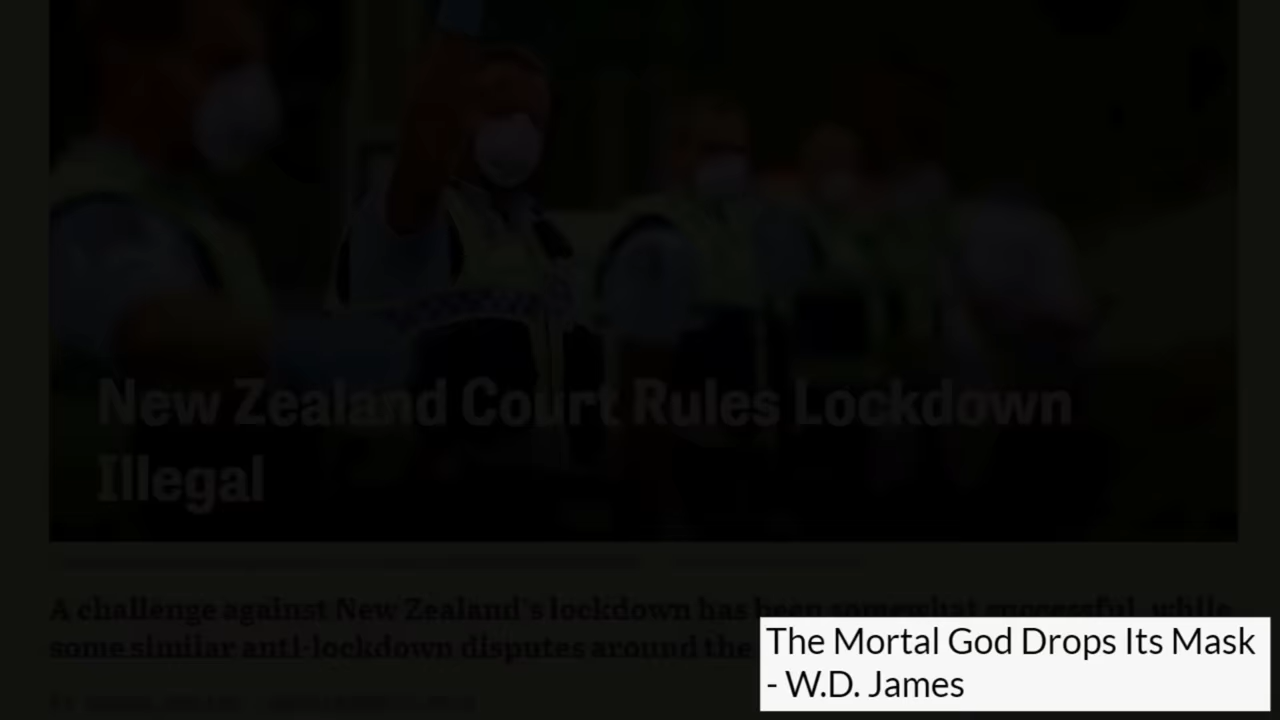 New Zealand Court Rules Lockdown
Illegal
A challenge against New Zealand's lockdown has been somewhat successful, while
some similar anti-lockdown disputes around the
The Mortal God Drops Its Mask
- W.D. James